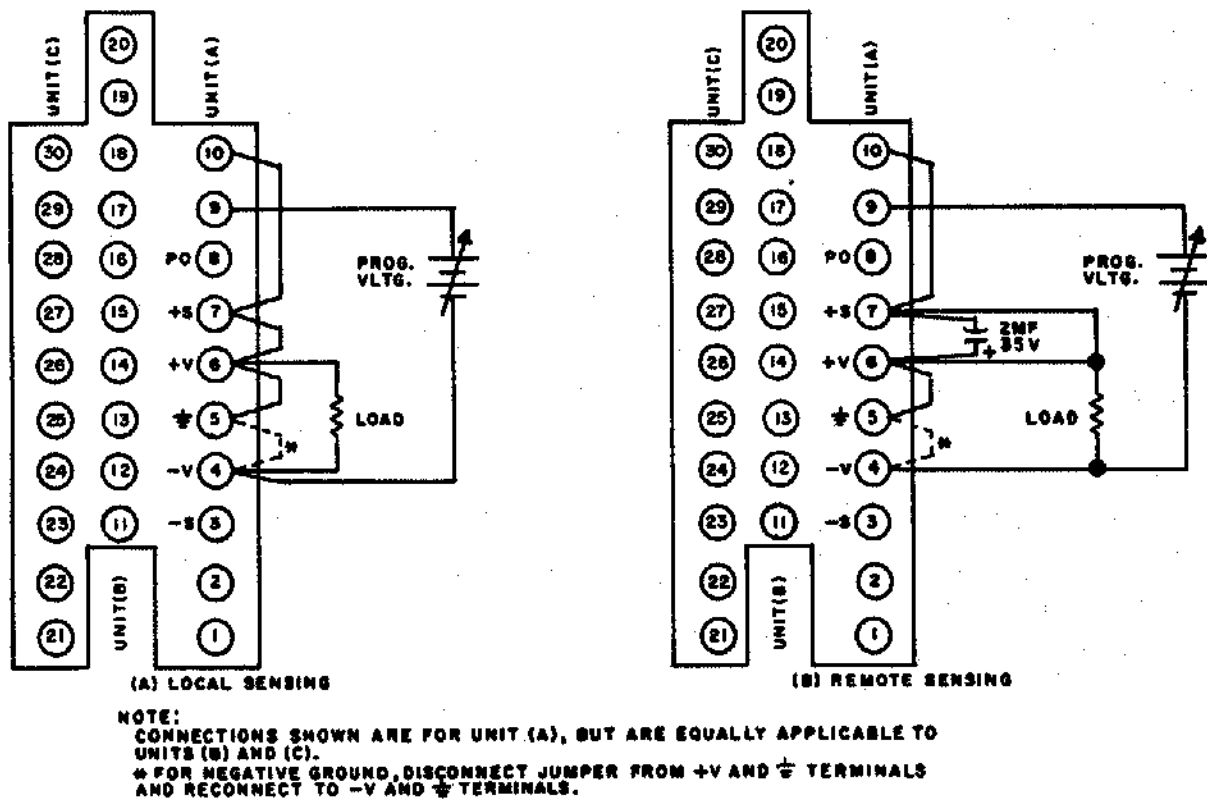 UNIT(C) 20 UNIT(A)
19
30 18 10
29 17 9
28 16 PO 8 PROG. VLTG.
27 15 +S 7
26 14 +V 6
25 13 ⏚ 5 LOAD
*
24 12 -V 4
23 11 -S 3
22 2
UNIT(B)
21 1
(A) LOCAL SENSING
UNIT(C) 20 UNIT(A)
19
30 18 10
29 17 9
28 16 PO 8 PROG. VLTG.
27 15 +S 7
2MF
35V
26 14 +V 6 +
25 13 ⏚ 5 LOAD
*
24 12 -V 4
23 11 -S 3
22 2
UNIT(B)
21 1
(B) REMOTE SENSING
NOTE:
CONNECTIONS SHOWN ARE FOR UNIT (A), BUT ARE EQUALLY APPLICABLE TO
UNITS (B) AND (C).
* FOR NEGATIVE GROUND, DISCONNECT JUMPER FROM +V AND ⏚ TERMINALS
AND RECONNECT TO -V AND ⏚ TERMINALS.